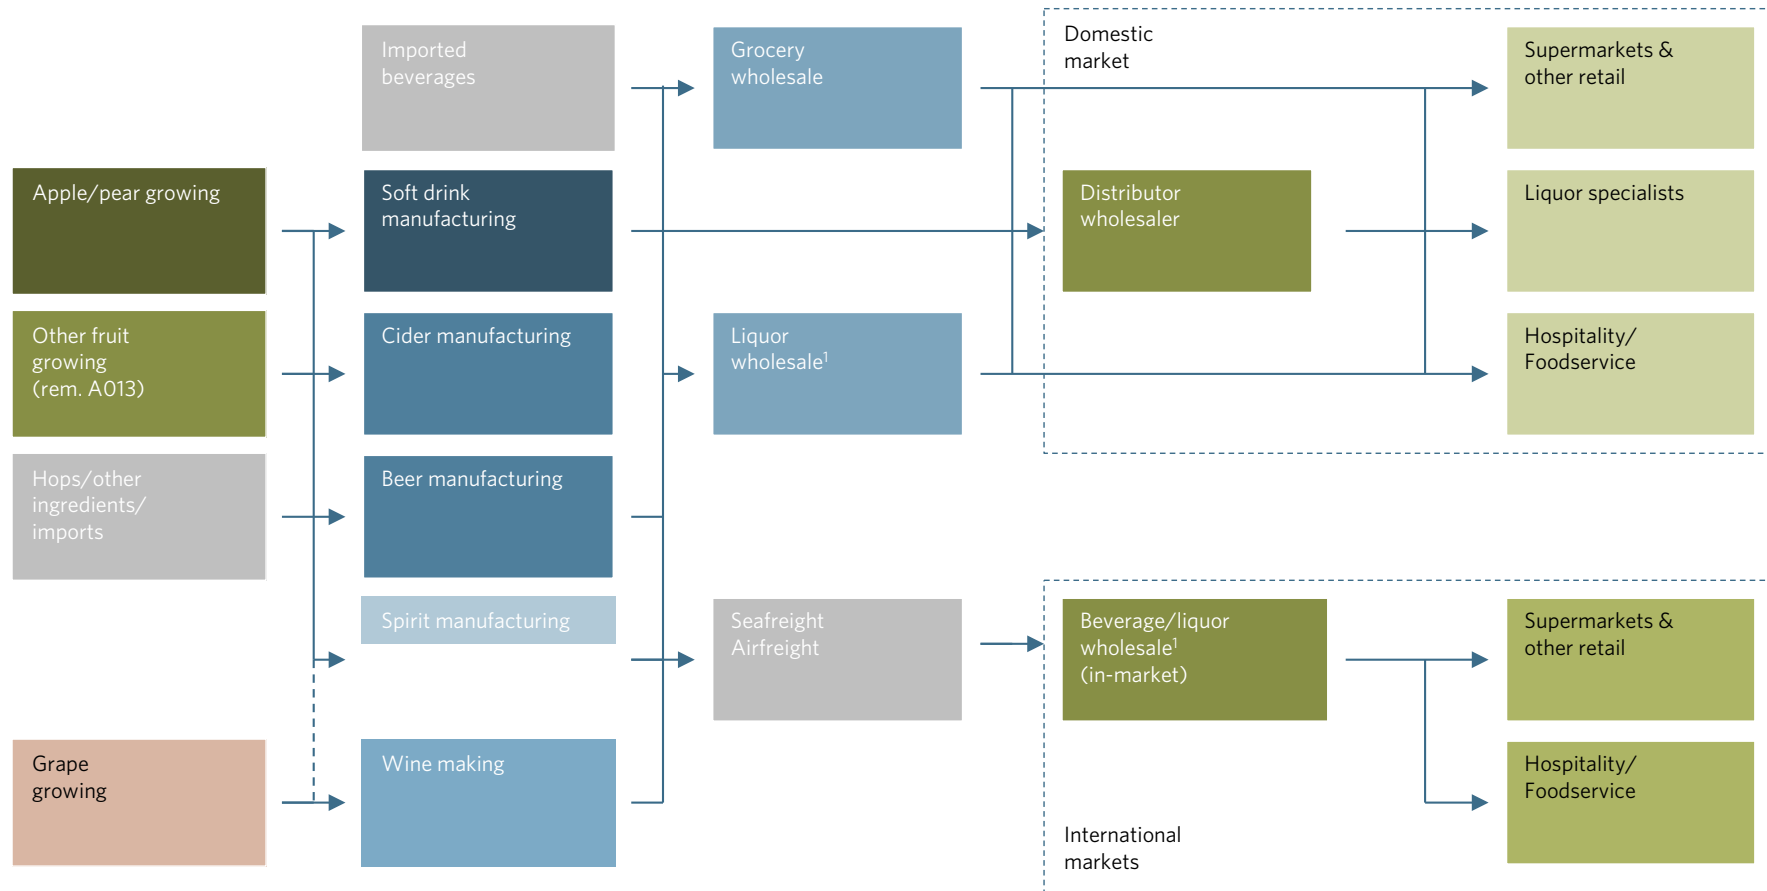 Imported
beverages
Grocery
wholesale
Domestic
market
Supermarkets &
other retail
Apple/pear growing
Soft drink
manufacturing
Distributor
wholesaler
Liquor specialists
Other fruit
growing
(rem. A013)
Cider manufacturing
Liquor
wholesale¹
Hospitality/
Foodservice
Hops/other
ingredients/
imports
Beer manufacturing
Spirit manufacturing
Seafreight
Airfreight
Beverage/liquor
wholesale¹
(in-market)
Supermarkets &
other retail
Grape
growing
Wine making
Hospitality/
Foodservice
International
markets